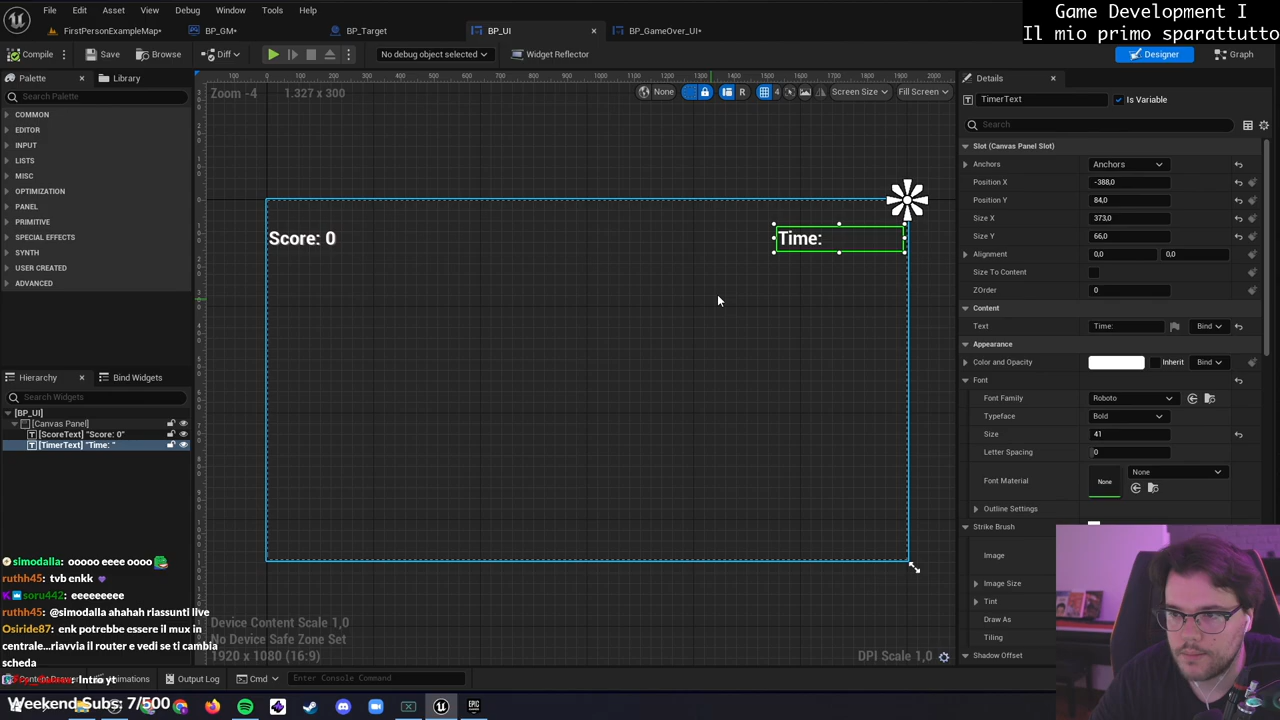 File Edit Asset View Debug Window Tools Help
Game Development I
Il mio primo sparattutto
FirstPersonExampleMap•
BP_GM•
BP_Target
BP_UI
BP_GameOver_UI•
Compile
Save
Browse
Diff
No debug object selected
Window Reflector
Designer
Graph
Palette
Library
Search Palette
COMMON
EDITOR
INPUT
LISTS
MISC
OPTIMIZATION
PANEL
PRIMITIVE
SPECIAL EFFECTS
SYNTH
USER CREATED
ADVANCED
Hierarchy
Bind Widgets
Search Widgets
[BP_UI]
[Canvas Panel]
[ScoreText] "Score: 0"
[TimerText] "Time: "
Zoom -4
1.327 x 300
None
R
4
Screen Size
Fill Screen
Score: 0
Time:
Device Content Scale 1,0
No Device Safe Zone Set
1920 x 1080 (16:9)
DPI Scale 1,0
Details
TimerText
Is Variable
Search
Slot (Canvas Panel Slot)
Anchors Anchors
Position X -388,0
Position Y 84,0
Size X 373,0
Size Y 66,0
Alignment 0,0 0,0
Size To Content
ZOrder 0
Content
Text Time: Bind
Appearance
Color and Opacity Inherit Bind
Font
Font Family Roboto
Typeface Bold
Size 41
Letter Spacing 0
Font Material None None
Outline Settings
Strike Brush
Image
Image Size
Tint
Draw As
Tiling
Shadow Offset
slmodalla: ooooo eeee oooo
ruthh45: tvb enkk
soru442: eeeeeeeee
ruthh45: @slmodalla ahahah riassunti live
Osiride87: enk potrebbe essere il mux in
centrale...riavvia il router e vedi se ti cambia
scheda
Intro yt
Animations
Output Log
Cmd
Enter Console Command
Weekend Subs: 7/500